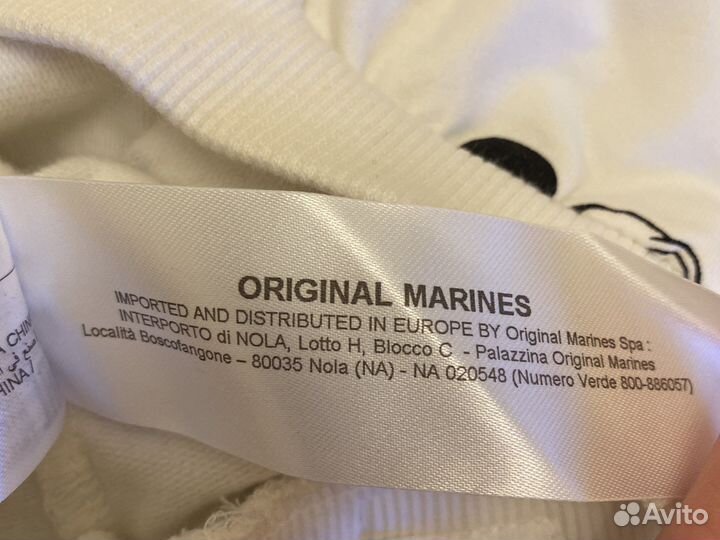 ORIGINAL MARINES
IMPORTED AND DISTRIBUTED IN EUROPE BY Original Marines Spa :
INTERPORTO di NOLA, Lotto H, Blocco C - Palazzina Original Marines
Località Boscofangone - 80035 Nola (NA) - NA 020548 (Numero Verde 800-886057)
Avito